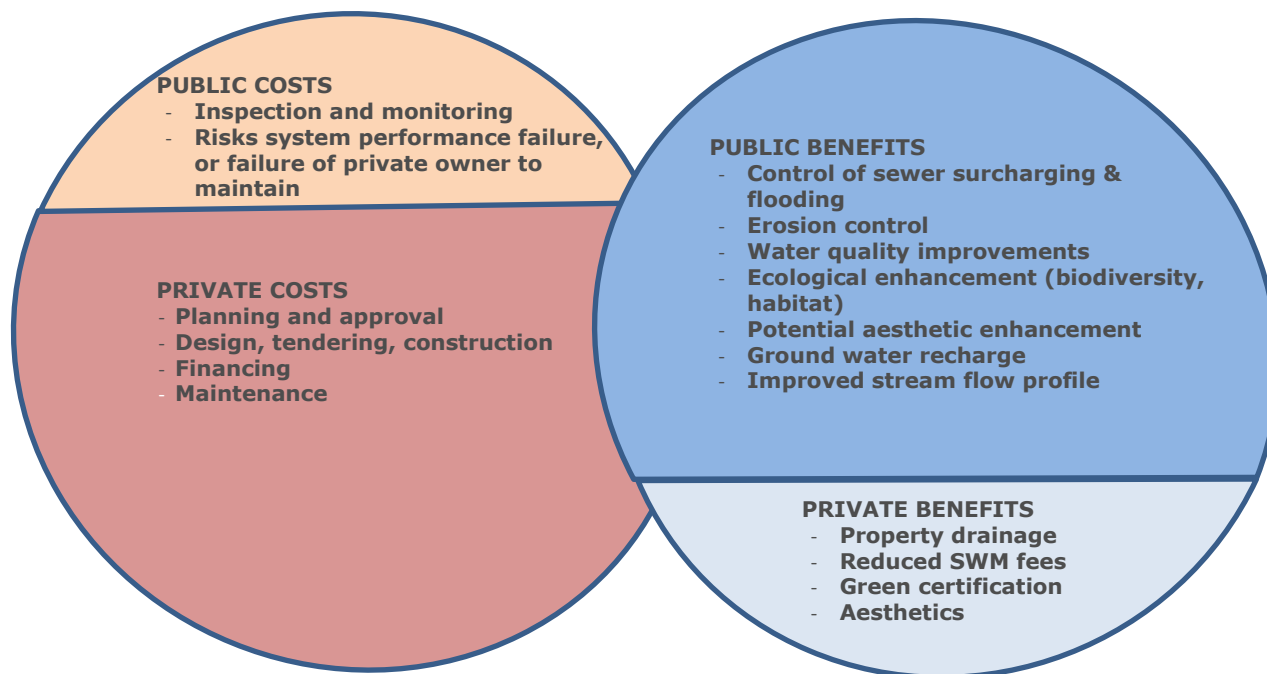 PUBLIC COSTS
- Inspection and monitoring
- Risks system performance failure,
or failure of private owner to
maintain
PRIVATE COSTS
- Planning and approval
- Design, tendering, construction
- Financing
- Maintenance
PUBLIC BENEFITS
- Control of sewer surcharging &
flooding
- Erosion control
- Water quality improvements
- Ecological enhancement (biodiversity,
habitat)
- Potential aesthetic enhancement
- Ground water recharge
- Improved stream flow profile
PRIVATE BENEFITS
- Property drainage
- Reduced SWM fees
- Green certification
- Aesthetics